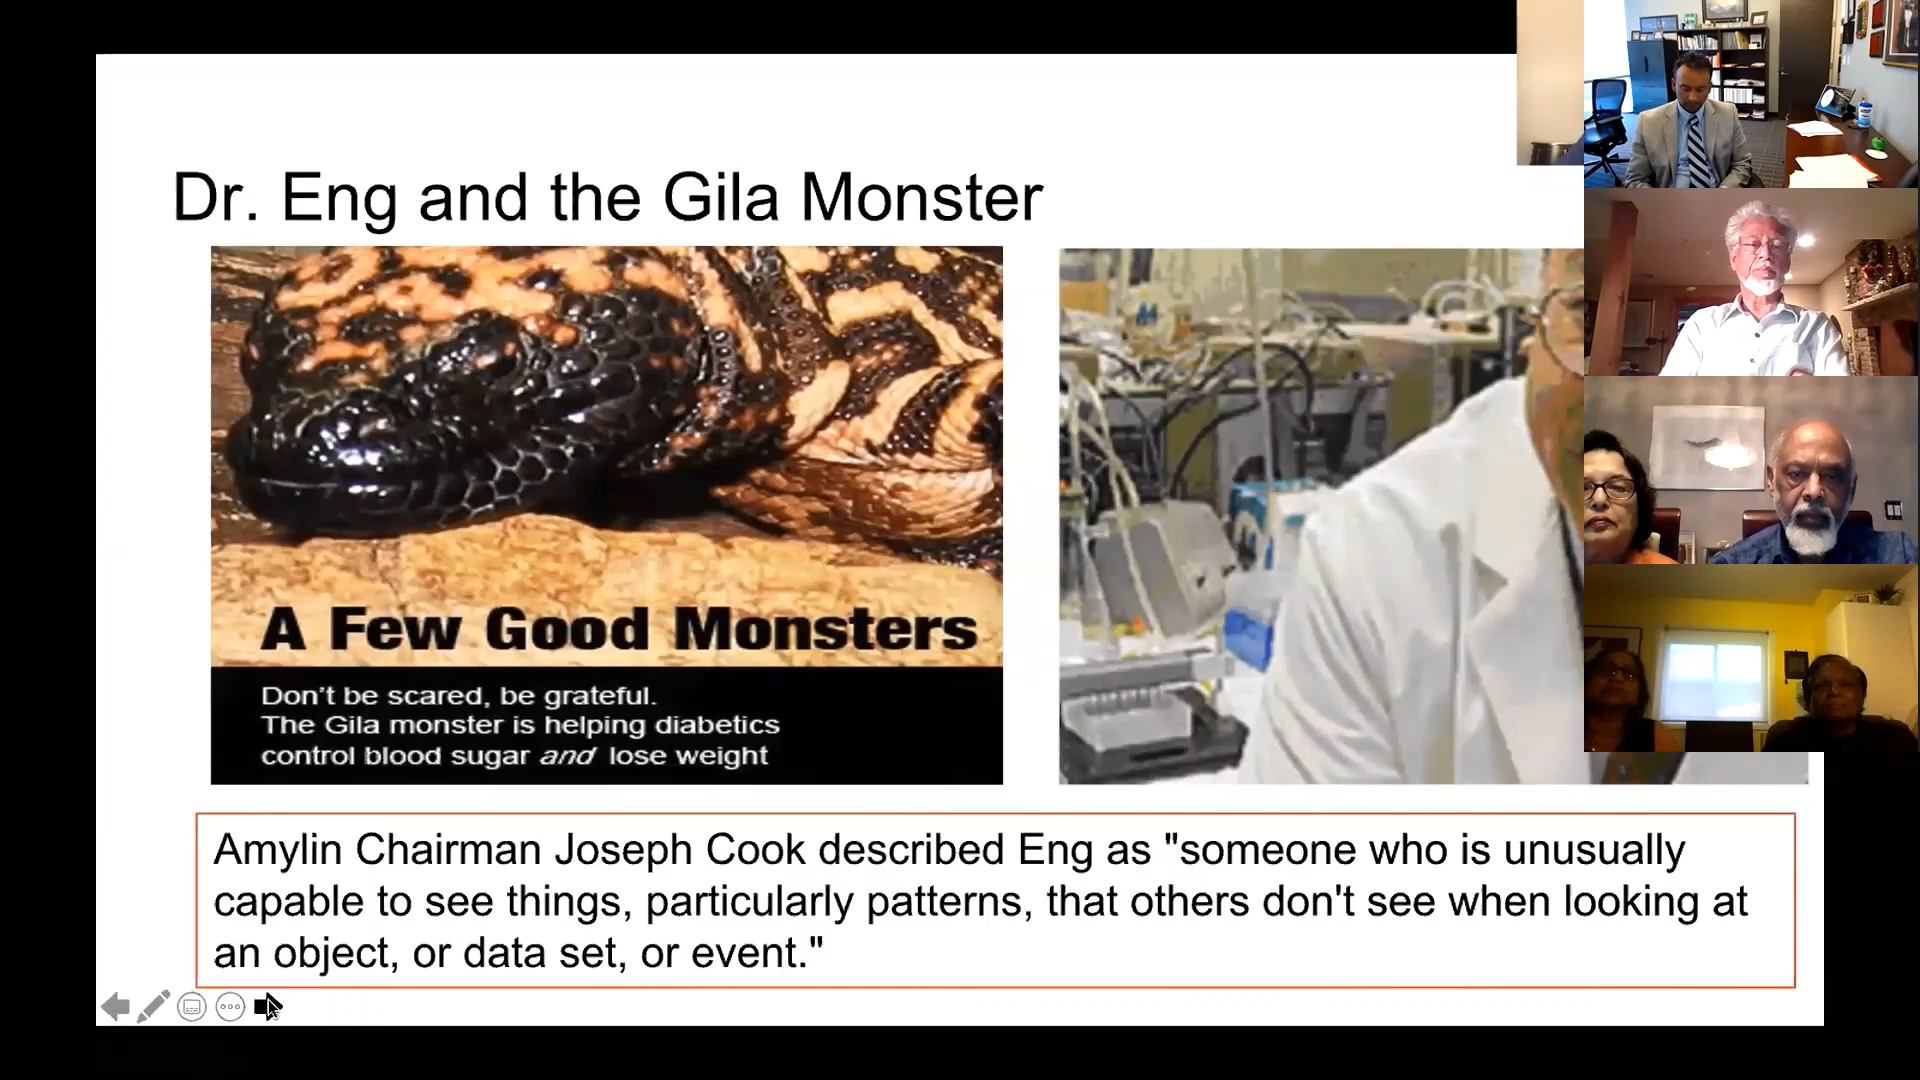 Dr. Eng and the Gila Monster
A Few Good Monsters
Don't be scared, be grateful.
The Gila monster is helping diabetics
control blood sugar and lose weight
Amylin Chairman Joseph Cook described Eng as "someone who is unusually
capable to see things, particularly patterns, that others don't see when looking at
an object, or data set, or event."